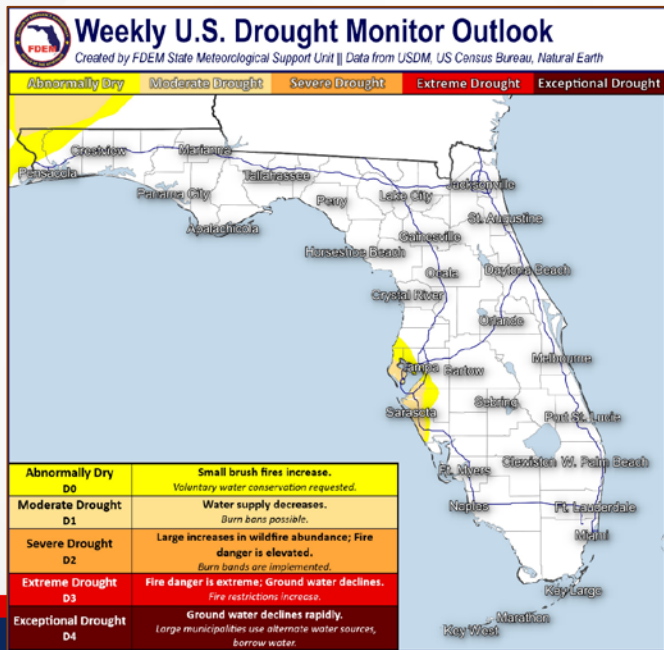 Weekly U.S. Drought Monitor Outlook
FDEM
Created by FDEM State Meteorological Support Unit || Data from USDM, US Census Bureau, Natural Earth
Abnormally Dry Moderate Drought Severe Drought Extreme Drought Exceptional Drought
Crestview Marianna
Pensacola
Tallahassee
Jacksonville
Panama City
Perry
Lake City
Apalachicola
St. Augustine
Gainesville
Horseshoe Beach
Ocala
Daytona Beach
Crystal River
Orlando
Melbourne
Tampa Bartow
Sarasota
Sebring
Port St. Lucie
Ft. Myers
Clewiston W. Palm Beach
Naples
Ft. Lauderdale
Miami
Key Largo
Marathon
Key West
Abnormally Dry
D0
Small brush fires increase.
Voluntary water conservation requested.
Moderate Drought
D1
Water supply decreases.
Burn bans possible.
Severe Drought
D2
Large increases in wildfire abundance; Fire
danger is elevated.
Burn bands are implemented.
Extreme Drought
D3
Fire danger is extreme; Ground water declines.
Fire restrictions increase.
Exceptional Drought
D4
Ground water declines rapidly.
Large municipalities use alternate water sources,
borrow water.